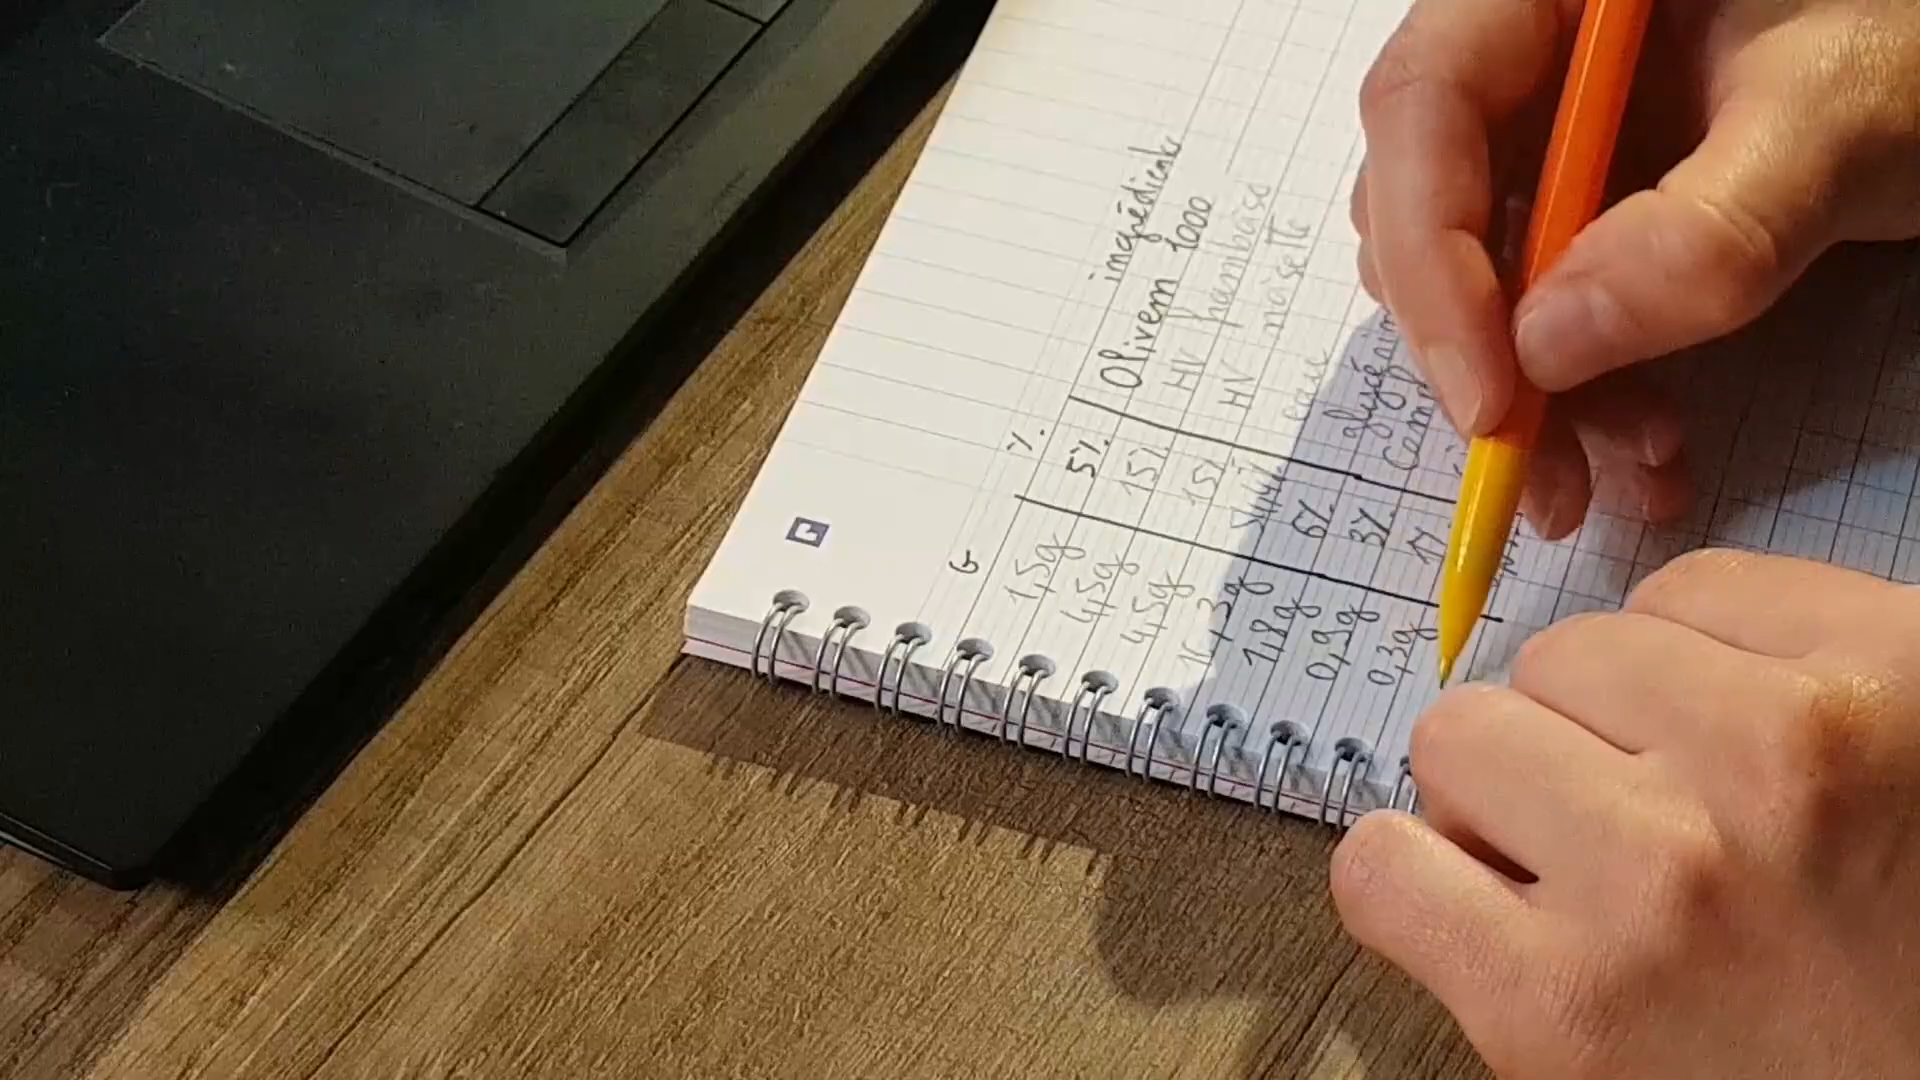 G % ingrédients
1,5g 5% Olivem 1000
4,5g 15% HV framboise
4,5g 15% HV noisette
eau
1,8g 6% glycérine
0,9g 3%
0,3g